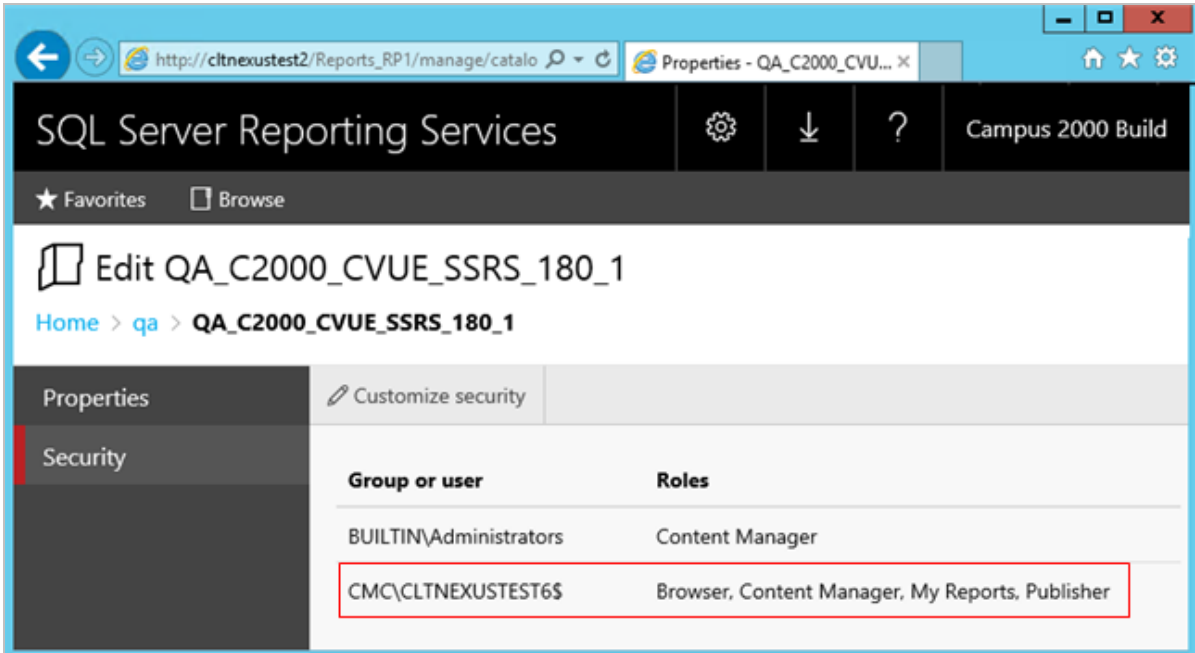 http://cltnexustest2/Reports_RP1/manage/catalo
Properties - QA_C2000_CVU...
SQL Server Reporting Services
?
Campus 2000 Build
Favorites
Browse
Edit QA_C2000_CVUE_SSRS_180_1
Home > qa > QA_C2000_CVUE_SSRS_180_1
Properties
Customize security
Security
Group or user Roles
BUILTIN\Administrators Content Manager
CMC\CLTNEXUSTEST6$ Browser, Content Manager, My Reports, Publisher